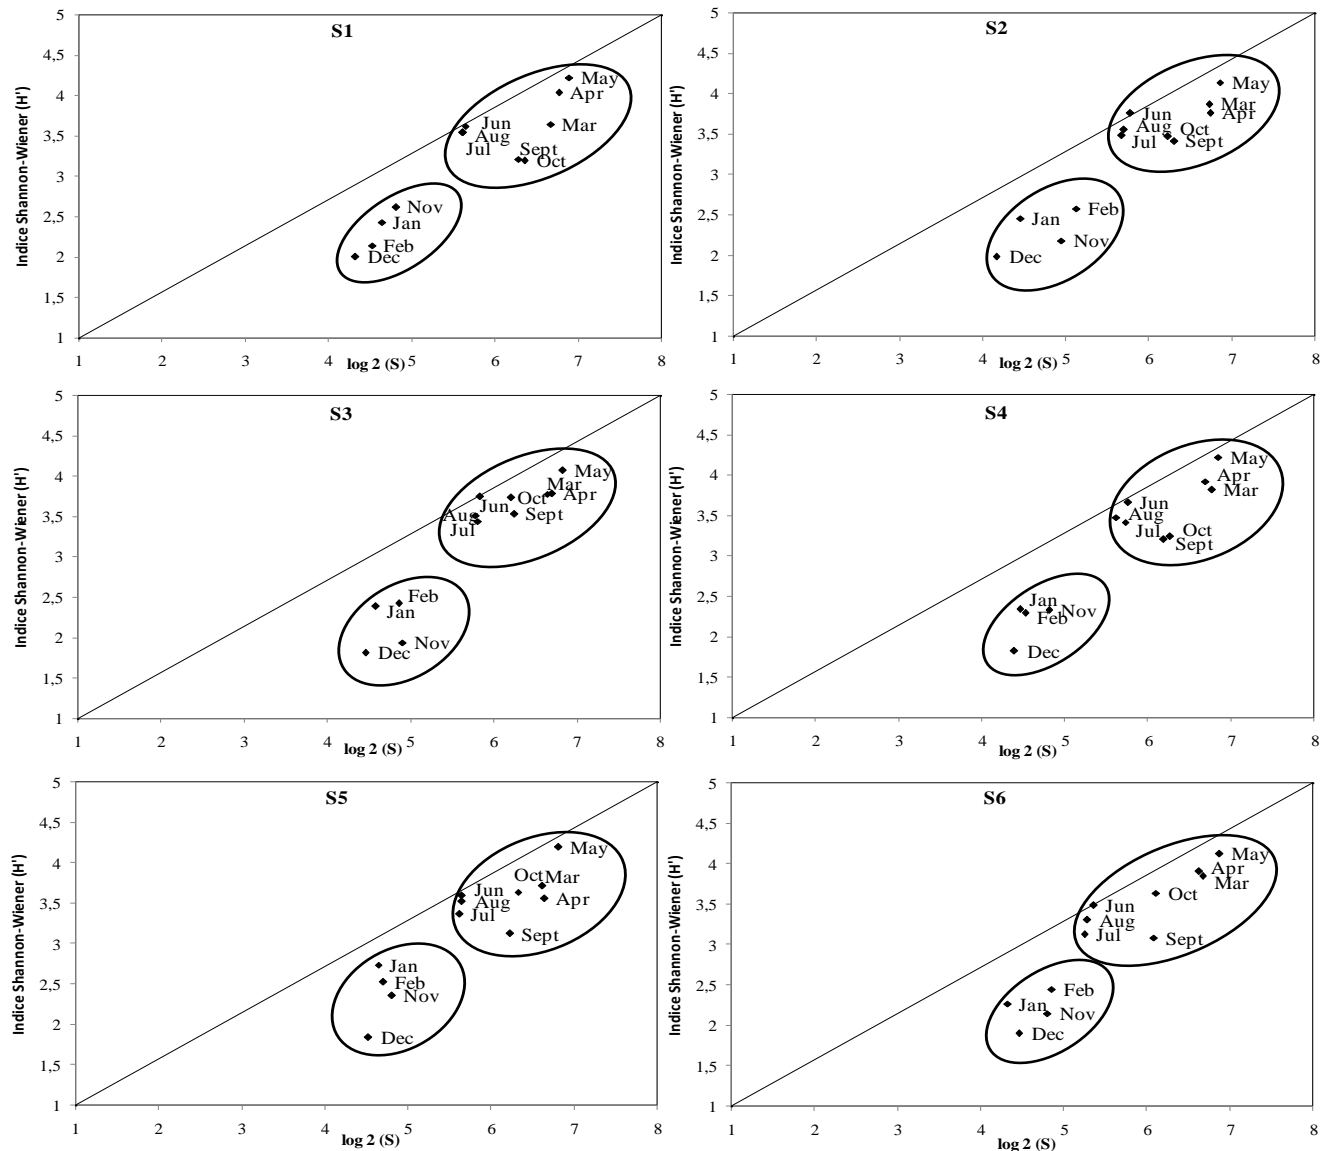 S1
Indice Shannon-Wiener (H')
5
4,5
4
3,5
3
2,5
2
1,5
1
May
Apr
Mar
Jun
Aug
Jul
Sept
Oct
Nov
Jan
Feb
Dec
1 2 3 4 5 6 7 8
log 2 (S)
S2
Indice Shannon-Wiener (H')
5
4,5
4
3,5
3
2,5
2
1,5
1
May
Mar
Apr
Jun
Aug
Oct
Jul
Sept
Feb
Jan
Nov
Dec
1 2 3 4 5 6 7 8
log 2 (S)
S3
Indice Shannon-Wiener (H')
5
4,5
4
3,5
3
2,5
2
1,5
1
May
Mar
Apr
Oct
Jun
Sept
Aug
Jul
Feb
Jan
Nov
Dec
1 2 3 4 5 6 7 8
log 2 (S)
S4
Indice Shannon-Wiener (H')
5
4,5
4
3,5
3
2,5
2
1,5
1
May
Apr
Mar
Jun
Aug
Jul
Oct
Sept
Jan
Nov
Feb
Dec
1 2 3 4 5 6 7 8
log 2 (S)
S5
Indice Shannon-Wiener (H')
5
4,5
4
3,5
3
2,5
2
1,5
1
May
Oct
Mar
Jun
Apr
Aug
Jul
Sept
Jan
Feb
Nov
Dec
1 2 3 4 5 6 7 8
log 2 (S)
S6
Indice Shannon-Wiener (H')
5
4,5
4
3,5
3
2,5
2
1,5
1
May
Apr
Mar
Oct
Jun
Aug
Jul
Sept
Feb
Jan
Nov
Dec
1 2 3 4 5 6 7 8
log 2 (S)